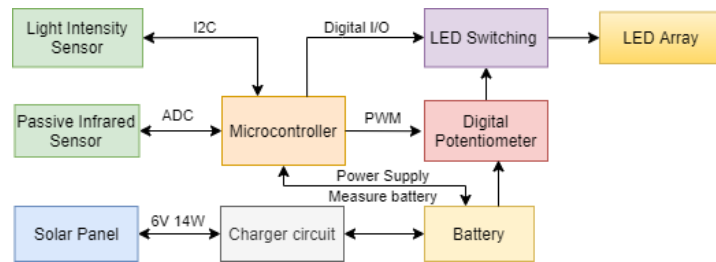 Light Intensity
Sensor
I2C
Digital I/O
LED Switching
LED Array
Passive Infrared
Sensor
ADC
Microcontroller
PWM
Digital
Potentiometer
Power Supply
Measure battery
Solar Panel
6V 14W
Charger circuit
Battery